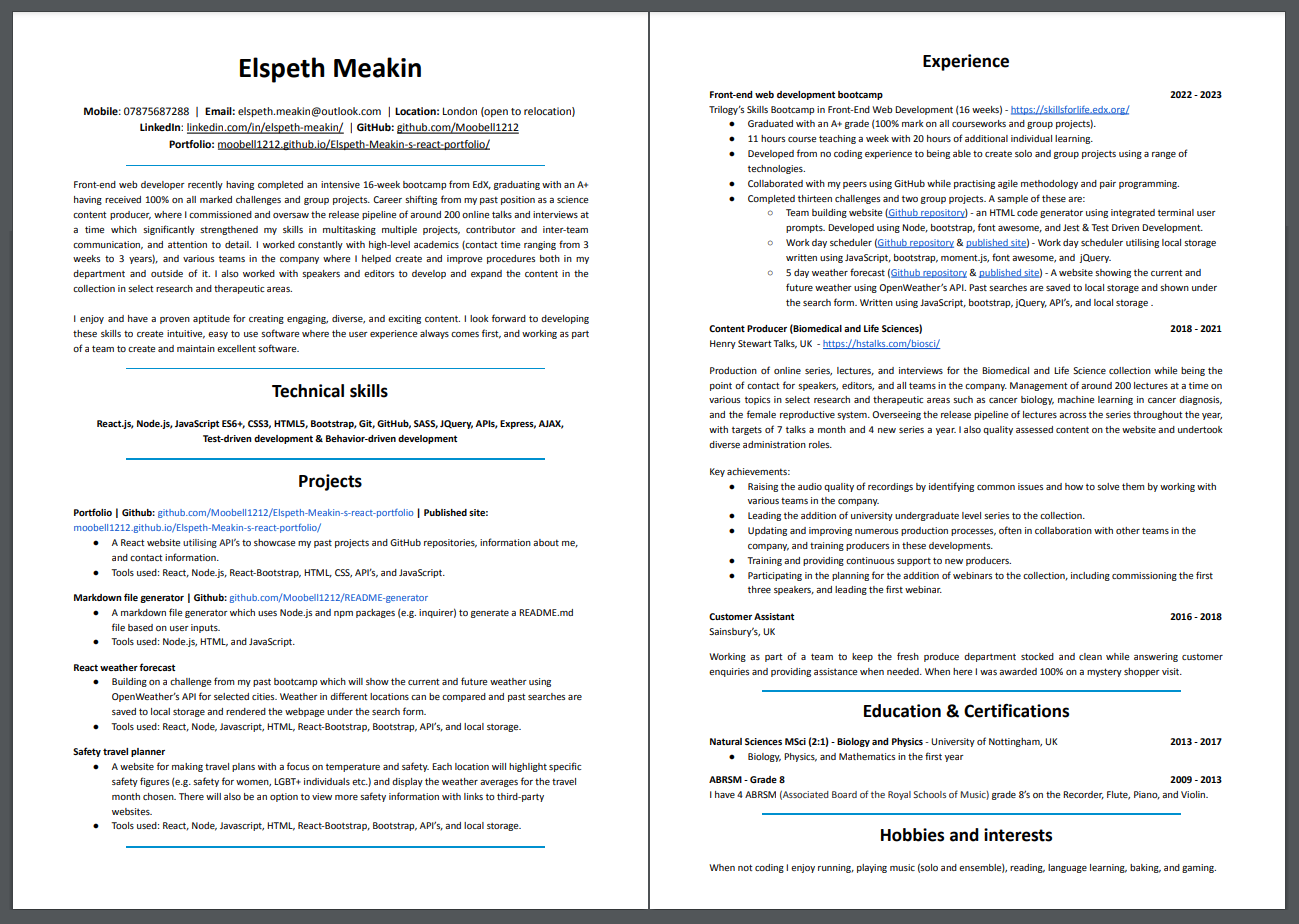 Elspeth Meakin
Mobile: 07875687288 | Email: elspeth.meakin@outlook.com | Location: London (open to relocation)
LinkedIn: linkedin.com/in/elspeth-meakin/ | GitHub: github.com/Moobell1212
Portfolio: moobell1212.github.io/Elspeth-Meakin-s-react-portfolio/
Front-end web developer recently having completed an intensive 16-week bootcamp from EdX, graduating with an A+
having received 100% on all marked challenges and group projects. Career shifting from my past position as a science
content producer, where I commissioned and oversaw the release pipeline of around 200 online talks and interviews at
a time which significantly strengthened my skills in multitasking multiple projects, contributor and inter-team
communication, and attention to detail. I worked constantly with high-level academics (contact time ranging from 3
weeks to 3 years), and various teams in the company where I helped create and improve procedures both in my
department and outside of it. I also worked with speakers and editors to develop and expand the content in the
collection in select research and therapeutic areas.
I enjoy and have a proven aptitude for creating engaging, diverse, and exciting content. I look forward to developing
these skills to create intuitive, easy to use software where the user experience always comes first, and working as part
of a team to create and maintain excellent software.
Technical skills
React.js, Node.js, JavaScript ES6+, CSS3, HTML5, Bootstrap, Git, GitHub, SASS, JQuery, APIs, Express, AJAX,
Test-driven development & Behavior-driven development
Projects
Portfolio | Github: github.com/Moobell1212/Elspeth-Meakin-s-react-portfolio | Published site:
moobell1212.github.io/Elspeth-Meakin-s-react-portfolio/
● A React website utilising API's to showcase my past projects and GitHub repositories, information about me,
and contact information.
● Tools used: React, Node.js, React-Bootstrap, HTML, CSS, API's, and JavaScript.
Markdown file generator | Github: github.com/Moobell1212/README-generator
● A markdown file generator which uses Node.js and npm packages (e.g. inquirer) to generate a README.md
file based on user inputs.
● Tools used: Node.js, HTML, and JavaScript.
React weather forecast
● Building on a challenge from my past bootcamp which will show the current and future weather using
OpenWeather's API for selected cities. Weather in different locations can be compared and past searches are
saved to local storage and rendered the webpage under the search form.
● Tools used: React, Node, Javascript, HTML, React-Bootstrap, Bootstrap, API's, and local storage.
Safety travel planner
● A website for making travel plans with a focus on temperature and safety. Each location will highlight specific
safety figures (e.g. safety for women, LGBT+ individuals etc.) and display the weather averages for the travel
month chosen. There will also be an option to view more safety information with links to third-party
websites.
● Tools used: React, Node, Javascript, HTML, React-Bootstrap, Bootstrap, API's, and local storage.
Experience
Front-end web development bootcamp 2022 - 2023
Trilogy's Skills Bootcamp in Front-End Web Development (16 weeks) - https://skillsforlife.edx.org/
● Graduated with an A+ grade (100% mark on all courseworks and group projects).
● 11 hours course teaching a week with 20 hours of additional individual learning.
● Developed from no coding experience to being able to create solo and group projects using a range of
technologies.
● Collaborated with my peers using GitHub while practising agile methodology and pair programming.
● Completed thirteen challenges and two group projects. A sample of these are:
○ Team building website (Github repository) - an HTML code generator using integrated terminal user
prompts. Developed using Node, bootstrap, font awesome, and Jest & Test Driven Development.
○ Work day scheduler (Github repository & published site) - Work day scheduler utilising local storage
written using JavaScript, bootstrap, moment.js, font awesome, and jQuery.
○ 5 day weather forecast (Github repository & published site) - A website showing the current and
future weather using OpenWeather's API. Past searches are saved to local storage and shown under
the search form. Written using JavaScript, bootstrap, jQuery, API's, and local storage .
Content Producer (Biomedical and Life Sciences) 2018 - 2021
Henry Stewart Talks, UK - https://hstalks.com/biosci/
Production of online series, lectures, and interviews for the Biomedical and Life Science collection while being the
point of contact for speakers, editors, and all teams in the company. Management of around 200 lectures at a time on
various topics in select research and therapeutic areas such as cancer biology, machine learning in cancer diagnosis,
and the female reproductive system. Overseeing the release pipeline of lectures across the series throughout the year,
with targets of 7 talks a month and 4 new series a year. I also quality assessed content on the website and undertook
diverse administration roles.
Key achievements:
● Raising the audio quality of recordings by identifying common issues and how to solve them by working with
various teams in the company.
● Leading the addition of university undergraduate level series to the collection.
● Updating and improving numerous production processes, often in collaboration with other teams in the
company, and training producers in these developments.
● Training and providing continuous support to new producers.
● Participating in the planning for the addition of webinars to the collection, including commissioning the first
three speakers, and leading the first webinar.
Customer Assistant 2016 - 2018
Sainsbury's, UK
Working as part of a team to keep the fresh produce department stocked and clean while answering customer
enquiries and providing assistance when needed. When here I was awarded 100% on a mystery shopper visit.
Education & Certifications
Natural Sciences MSci (2:1) - Biology and Physics - University of Nottingham, UK 2013 - 2017
● Biology, Physics, and Mathematics in the first year
ABRSM - Grade 8 2009 - 2013
I have 4 ABRSM (Associated Board of the Royal Schools of Music) grade 8's on the Recorder, Flute, Piano, and Violin.
Hobbies and interests
When not coding I enjoy running, playing music (solo and ensemble), reading, language learning, baking, and gaming.